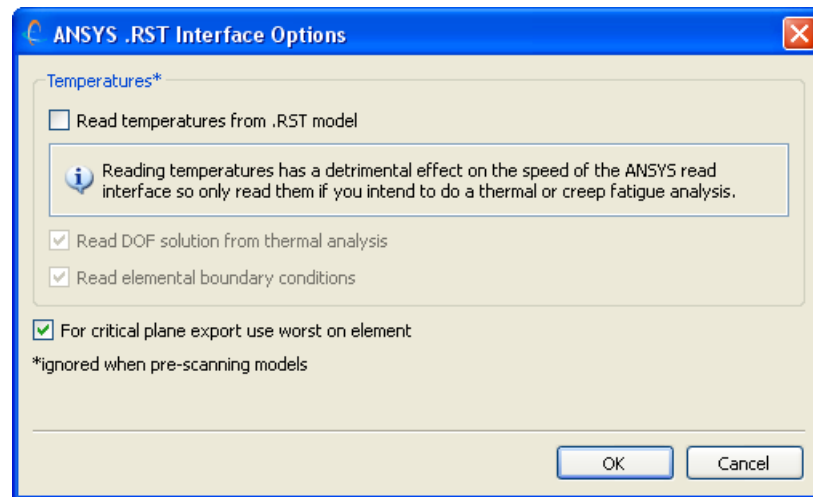 ANSYS .RST Interface Options
Temperatures*
Read temperatures from .RST model
Reading temperatures has a detrimental effect on the speed of the ANSYS read
interface so only read them if you intend to do a thermal or creep fatigue analysis.
Read DOF solution from thermal analysis
Read elemental boundary conditions
For critical plane export use worst on element
*ignored when pre-scanning models
OK Cancel